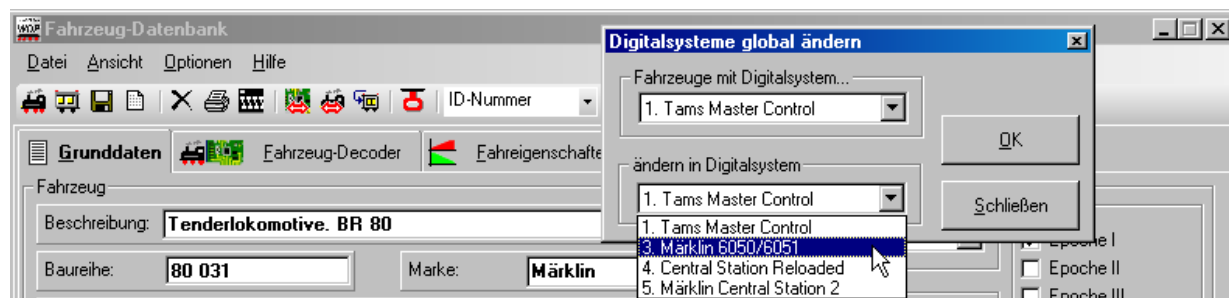 Fahrzeug-Datenbank
Datei Ansicht Optionen Hilfe
ID-Nummer
Grunddaten Fahrzeug-Decoder Fahreigenschafte
Fahrzeug
Beschreibung: Tenderlokomotive. BR 80
Baureihe: 80 031 Marke: Märklin
Epoche I
Epoche II
Epoche III
Digitalsysteme global ändern
Fahrzeuge mit Digitalsystem...
1. Tams Master Control
ändern in Digitalsystem
1. Tams Master Control
1. Tams Master Control
3. Märklin 6050/6051
4. Central Station Reloaded
5. Märklin Central Station 2
OK
Schließen